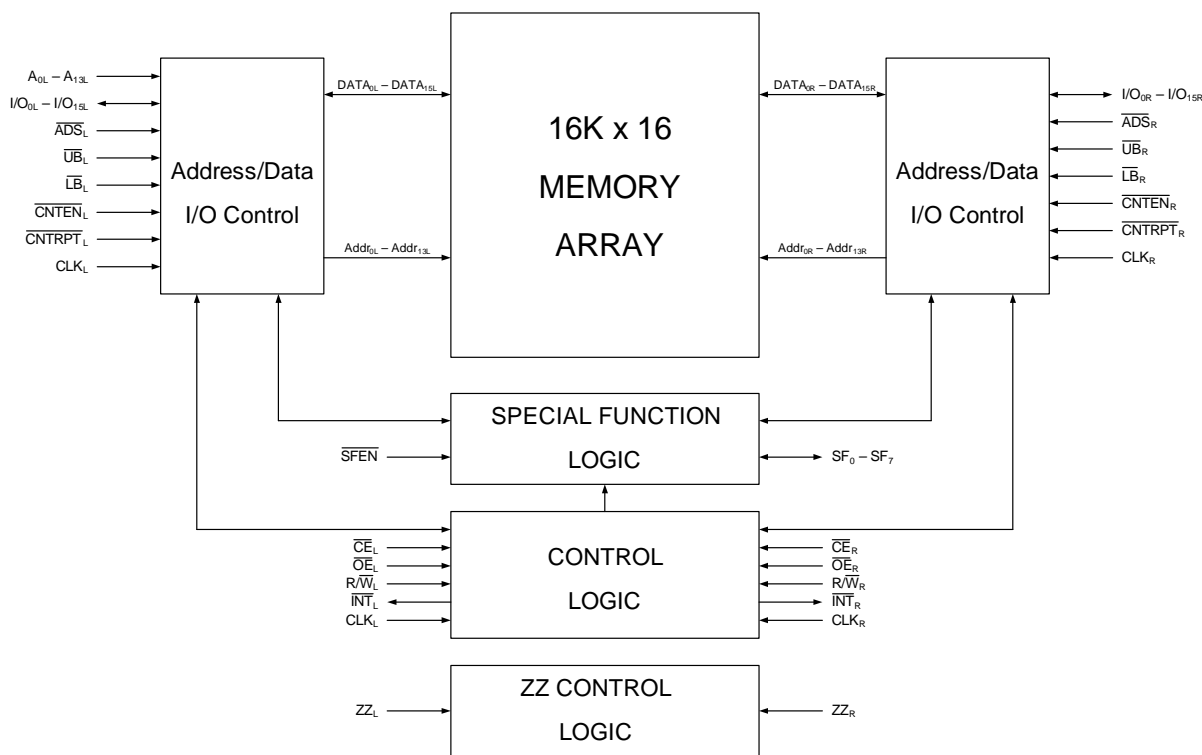 A0L – A13L
I/O0L – I/O15L
ADSL
UBL
LBL
CNTENL
CNTRPTL
CLKL
Address/Data
I/O Control
DATA0L – DATA15L
Addr0L – Addr13L
16K x 16
MEMORY
ARRAY
DATA0R – DATA15R
Addr0R – Addr13R
Address/Data
I/O Control
I/O0R – I/O15R
ADSR
UBR
LBR
CNTENR
CNTRPTR
CLKR
SPECIAL FUNCTION
LOGIC
SFEN
SF0 – SF7
CEL
OEL
R/WL
INTL
CLKL
CONTROL
LOGIC
CER
OER
R/WR
INTR
CLKR
ZZ CONTROL
LOGIC
ZZL
ZZR